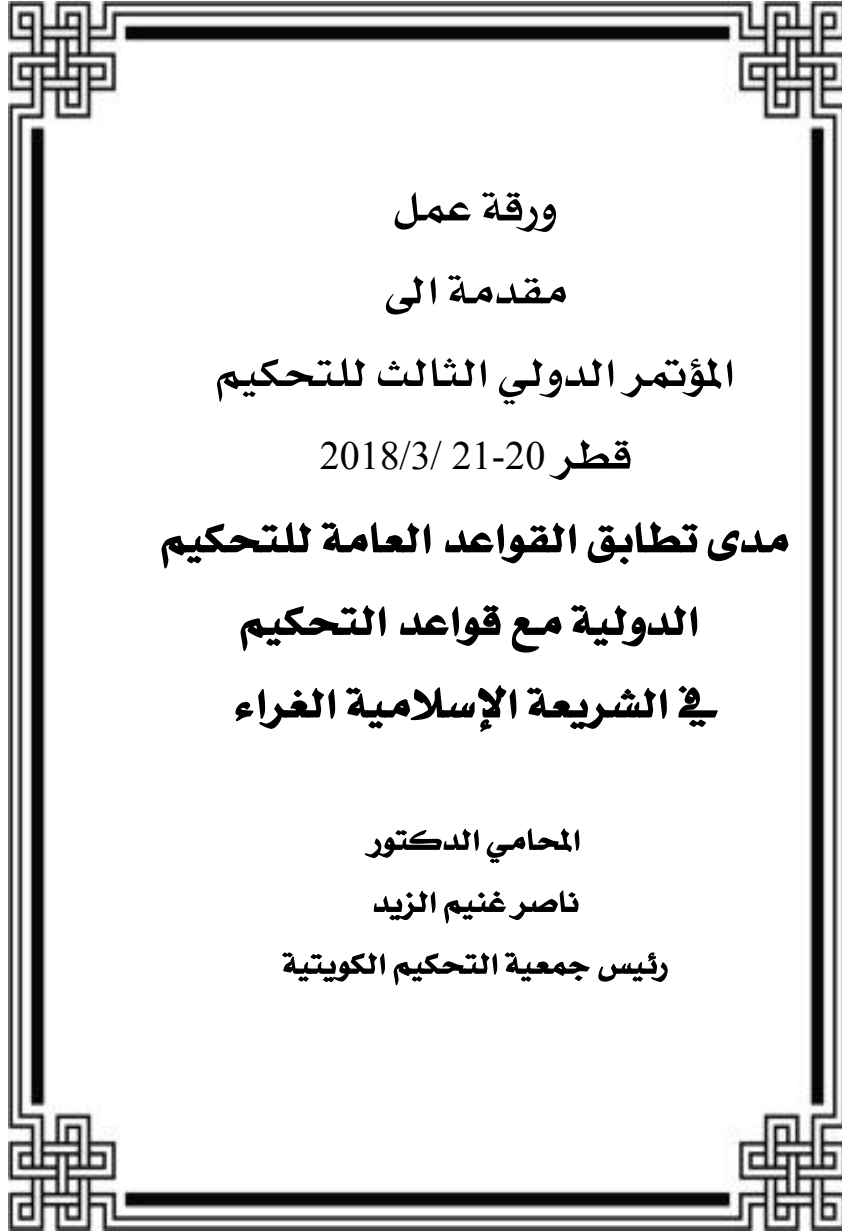 ورقة عمل
مقدمة الى
المؤتمر الدولي الثالث للتحكيم
قطر 20-21 /2018/3
مدى تطابق القواعد العامة للتحكيم
الدولية مع قواعد التحكيم
في الشريعة الإسلامية الغراء
المحامي الدكتور
ناصر غنيم الزيد
رئيس جمعية التحكيم الكويتية